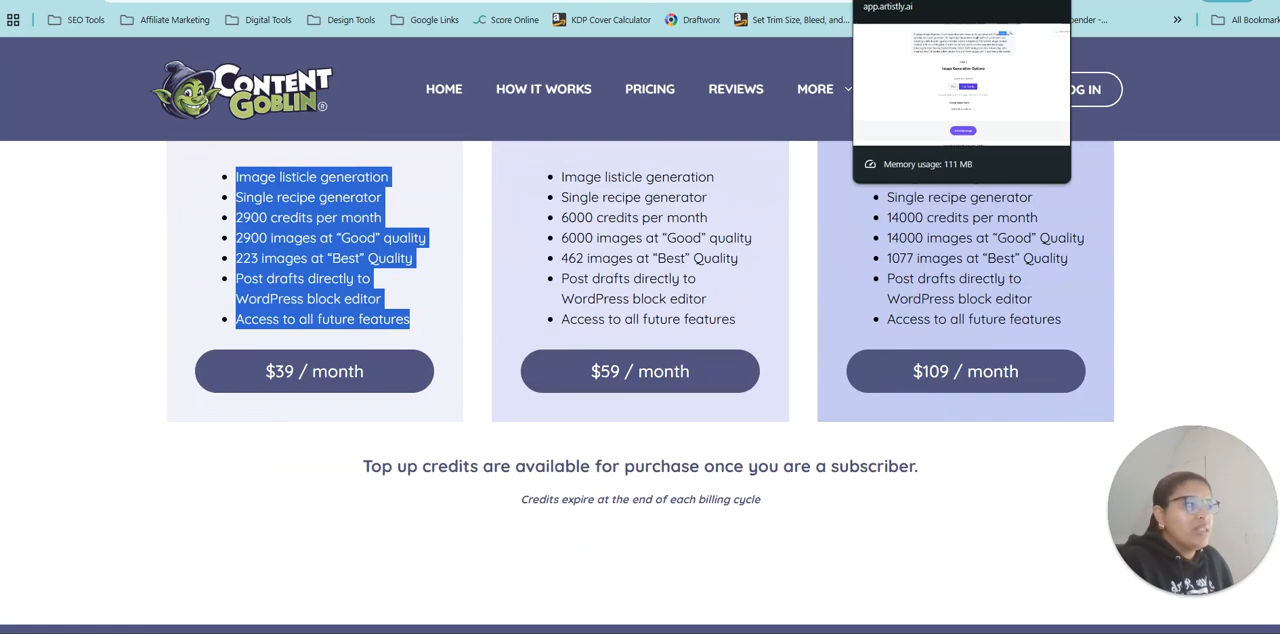 app.artistly.ai
SEO Tools
Affiliate Marketing
Digital Tools
Design Tools
Google Links
Score Online
KDP Cover Calculator
Draftworx
Set Trim Size, Bleed, and...
»
All Bookmark
Image Generation Options
CONTENT
GOBLIN®
HOME
HOW IT WORKS
PRICING
REVIEWS
MORE
OG IN
Memory usage: 111 MB
• Image listicle generation
• Single recipe generator
• 2900 credits per month
• 2900 images at “Good” quality
• 223 images at “Best” Quality
• Post drafts directly to
WordPress block editor
• Access to all future features
$39 / month
• Image listicle generation
• Single recipe generator
• 6000 credits per month
• 6000 images at “Good” quality
• 462 images at “Best” Quality
• Post drafts directly to
WordPress block editor
• Access to all future features
$59 / month
• Single recipe generator
• 14000 credits per month
• 14000 images at “Good” Quality
• 1077 images at “Best” Quality
• Post drafts directly to
WordPress block editor
• Access to all future features
$109 / month
Top up credits are available for purchase once you are a subscriber.
Credits expire at the end of each billing cycle